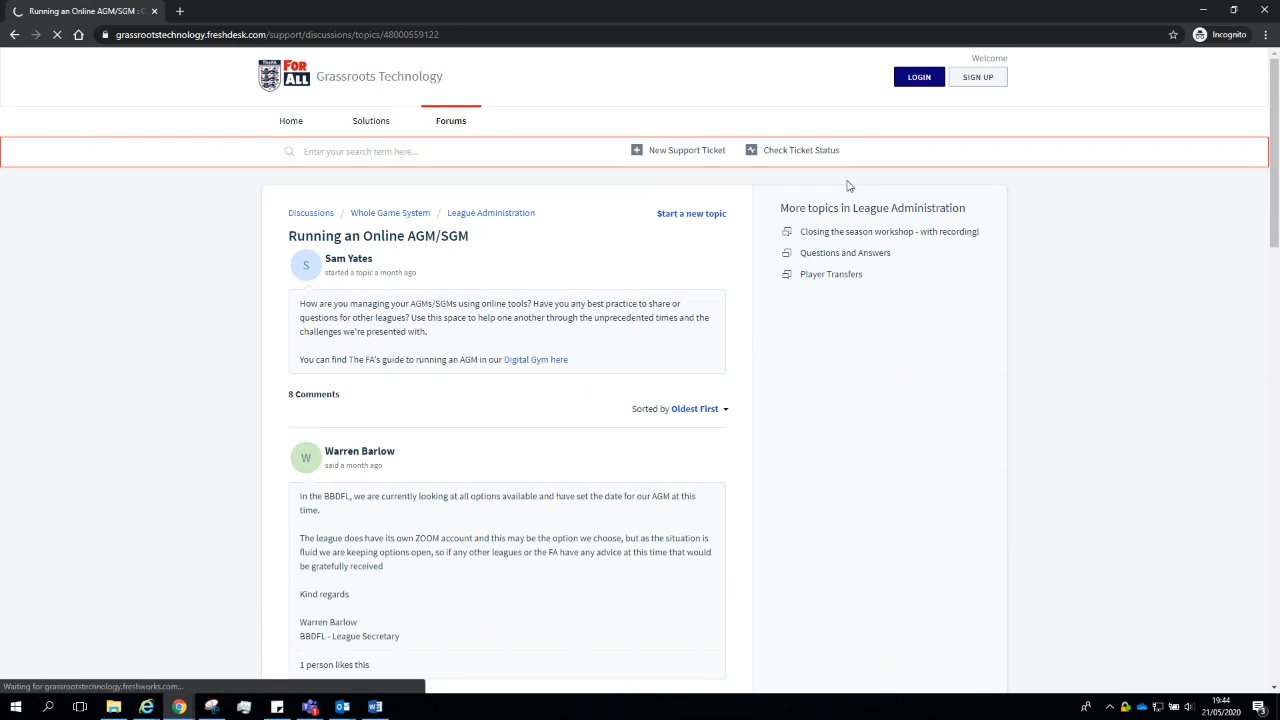 Running an Online AGM/SGM : G
grassrootstechnology.freshdesk.com/support/discussions/topics/48000559122
Incognito
Welcome
FOR ALL
Grassroots Technology
LOGIN
SIGN UP
Home
Solutions
Forums
Enter your search term here...
New Support Ticket
Check Ticket Status
Discussions / Whole Game System / League Administration
Start a new topic
Running an Online AGM/SGM
S
Sam Yates
started a topic a month ago
How are you managing your AGMs/SGMs using online tools? Have you any best practice to share or
questions for other leagues? Use this space to help one another through the unprecedented times and the
challenges we're presented with.
You can find The FA's guide to running an AGM in our Digital Gym here
8 Comments
Sorted by Oldest First
W
Warren Barlow
said a month ago
In the BBDFL, we are currently looking at all options available and have set the date for our AGM at this
time.
The league does have its own ZOOM account and this may be the option we choose, but as the situation is
fluid we are keeping options open, so if any other leagues or the FA have any advice at this time that would
be gratefully received
Kind regards
Warren Barlow
BBDFL - League Secretary
1 person likes this
More topics in League Administration
Closing the season workshop - with recording!
Questions and Answers
Player Transfers
Waiting for grassrootstechnology.freshworks.com...
19:44
21/05/2020